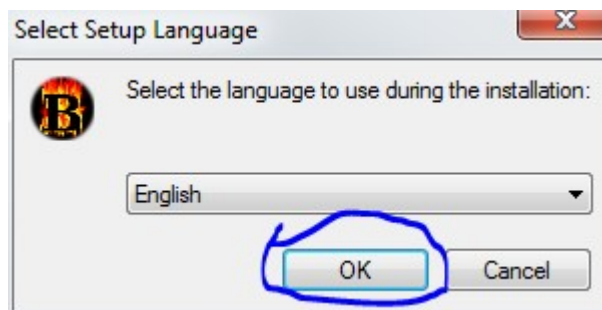 Select Setup Language
B
Select the language to use during the installation:
English
OK
Cancel